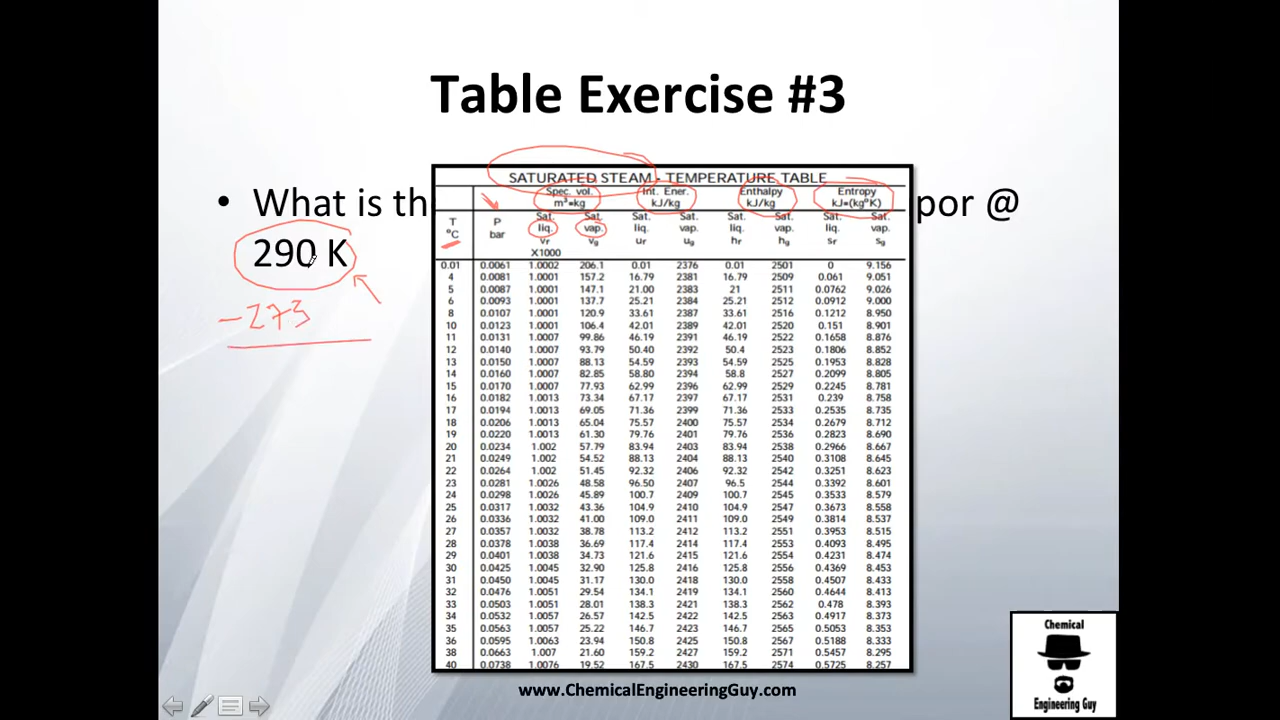 Table Exercise #3
• What is th
por @
290 K
-273
SATURATED STEAM - TEMPERATURE TABLE
Spec. vol. Int. Ener. Enthalpy Entropy
m³=kg kJ/kg kJ/kg kJ=(kg°K)
Sat. Sat. Sat. Sat. Sat. Sat. Sat. Sat.
T P liq. vap. liq. vap. liq. vap. liq. vap.
°C bar vr vg ur ug hr hg sr sg
X1000
0.01 0.0061 1.0002 206.1 0.01 2376 0.01 2501 0 9.156
4 0.0081 1.0001 157.2 16.79 2381 16.79 2509 0.061 9.051
5 0.0087 1.0001 147.1 21.00 2383 21 2511 0.0762 9.026
6 0.0093 1.0001 137.7 25.21 2384 25.21 2512 0.0912 9.000
8 0.0107 1.0001 120.9 33.61 2387 33.61 2516 0.1212 8.950
10 0.0123 1.0001 106.4 42.01 2389 42.01 2520 0.151 8.901
11 0.0131 1.0007 99.86 46.19 2391 46.19 2522 0.1658 8.876
12 0.0140 1.0007 93.79 50.40 2392 50.4 2523 0.1806 8.852
13 0.0150 1.0007 88.13 54.59 2393 54.59 2525 0.1953 8.828
14 0.0160 1.0007 82.85 58.80 2396 58.8 2527 0.2099 8.805
15 0.0170 1.0007 77.93 62.99 2396 62.99 2529 0.2245 8.781
16 0.0182 1.0013 73.34 67.17 2397 67.17 2531 0.239 8.758
17 0.0194 1.0013 69.05 71.36 2399 71.36 2533 0.2535 8.735
18 0.0206 1.0013 65.04 75.57 2400 75.57 2534 0.2679 8.712
19 0.0220 1.0013 61.30 79.76 2401 79.76 2536 0.2823 8.690
20 0.0234 1.002 57.79 83.94 2403 83.94 2538 0.2966 8.667
21 0.0249 1.002 54.52 88.13 2404 88.13 2540 0.3108 8.645
22 0.0264 1.002 51.45 92.32 2406 92.32 2542 0.3251 8.623
23 0.0281 1.0026 48.58 96.50 2407 96.5 2544 0.3392 8.601
24 0.0298 1.0026 45.89 100.7 2409 100.7 2545 0.3533 8.579
25 0.0317 1.0032 43.36 104.9 2410 104.9 2547 0.3673 8.558
26 0.0336 1.0032 41.00 109.0 2411 109.0 2549 0.3814 8.537
27 0.0357 1.0032 38.78 113.2 2412 113.2 2551 0.3953 8.515
28 0.0378 1.0038 36.69 117.4 2414 117.4 2553 0.4093 8.495
29 0.0401 1.0038 34.73 121.6 2415 121.6 2554 0.4231 8.474
30 0.0425 1.0045 32.90 125.8 2416 125.8 2556 0.4369 8.453
31 0.0450 1.0045 31.17 130.0 2418 130.0 2558 0.4507 8.433
32 0.0476 1.0051 29.54 134.1 2419 134.1 2560 0.4644 8.413
33 0.0503 1.0051 28.01 138.3 2421 138.3 2562 0.478 8.393
34 0.0532 1.0057 26.57 142.5 2422 142.5 2563 0.4917 8.373
35 0.0563 1.0057 25.22 146.7 2423 146.7 2565 0.5053 8.353
36 0.0595 1.0063 23.94 150.8 2425 150.8 2567 0.5188 8.333
38 0.0663 1.007 21.60 159.2 2427 159.2 2571 0.5457 8.295
40 0.0738 1.0076 19.52 167.5 2430 167.5 2574 0.5725 8.257
Chemical
Engineering Guy
www.ChemicalEngineeringGuy.com